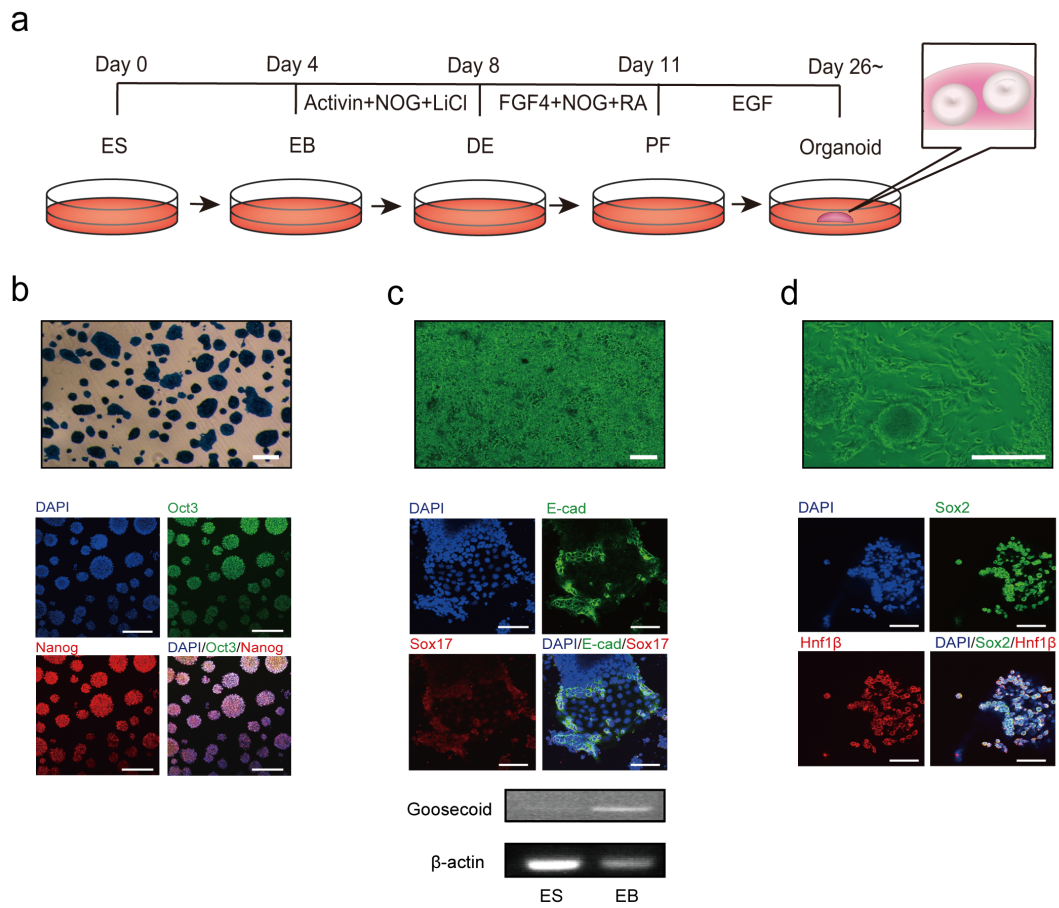 a
Day 0 Day 4 Day 8 Day 11 Day 26~
Activin+NOG+LiCl FGF4+NOG+RA EGF
ES EB DE PF Organoid
b c d
DAPI Oct3
Nanog DAPI/Oct3/Nanog
DAPI E-cad
Sox17 DAPI/E-cad/Sox17
Goosecoid
β-actin
ES EB
DAPI Sox2
Hnf1β DAPI/Sox2/Hnf1β